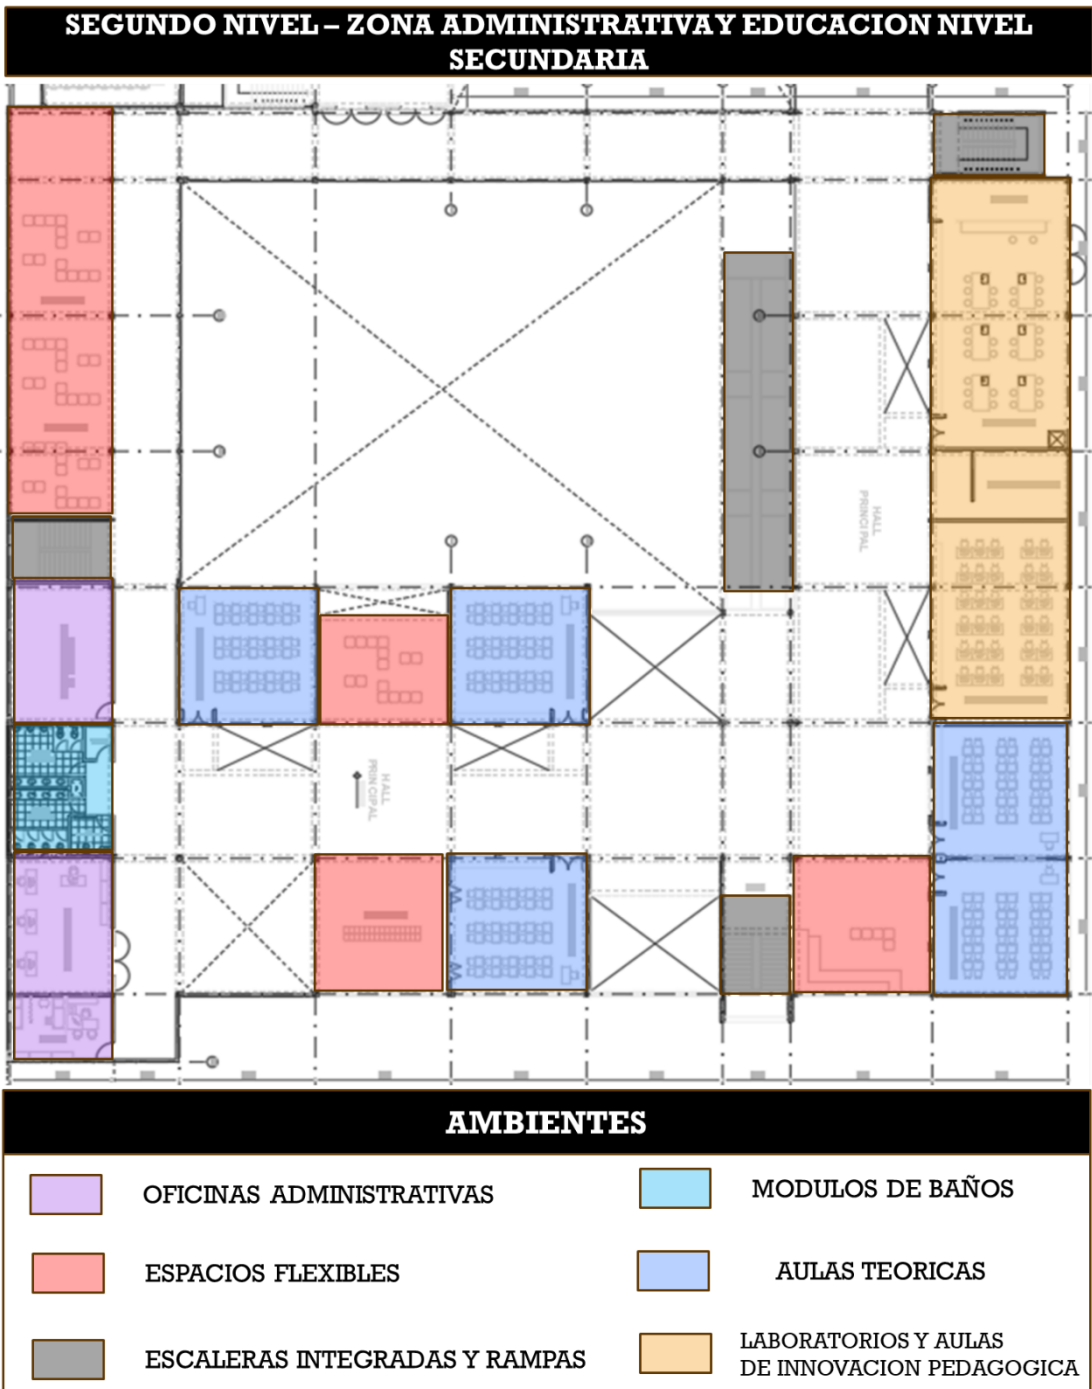 SEGUNDO NIVEL – ZONA ADMINISTRATIVA Y EDUCACION NIVEL
SECUNDARIA
HALL
PRINCIPAL
HALL
PRINCIPAL
AMBIENTES
OFICINAS ADMINISTRATIVAS
MODULOS DE BAÑOS
ESPACIOS FLEXIBLES
AULAS TEORICAS
ESCALERAS INTEGRADAS Y RAMPAS
LABORATORIOS Y AULAS
DE INNOVACION PEDAGOGICA